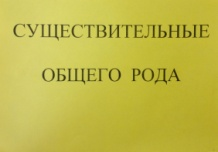 СУЩЕСТВИТЕЛЬНЫЕ
ОБЩЕГО РОДА